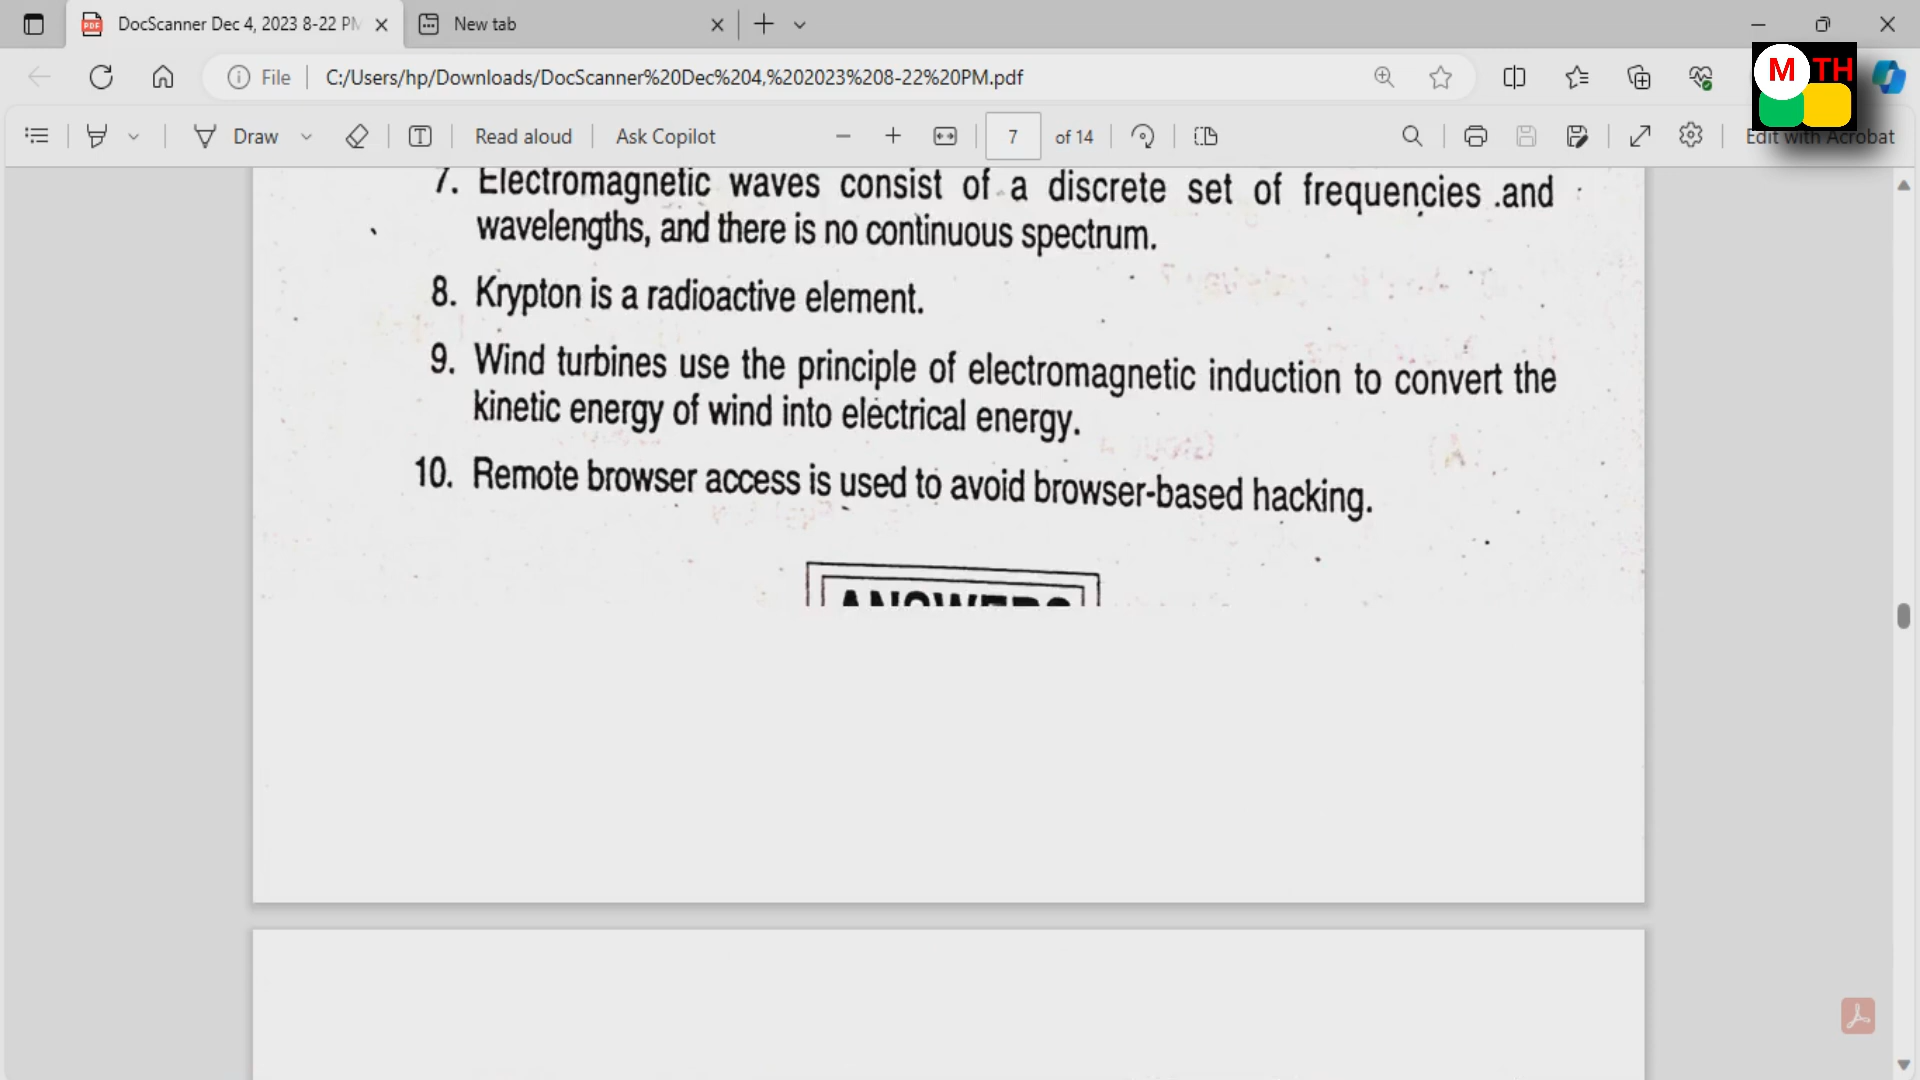 DocScanner Dec 4, 2023 8-22 PM
New tab
File
C:/Users/hp/Downloads/DocScanner%20Dec%204,%202023%208-22%20PM.pdf
M TH
Draw
Read aloud
Ask Copilot
7
of 14
Edit with Acrobat
7. Electromagnetic waves consist of a discrete set of frequencies .and
wavelengths, and there is no continuous spectrum.
8. Krypton is a radioactive element.
9. Wind turbines use the principle of electromagnetic induction to convert the
kinetic energy of wind into electrical energy.
10. Remote browser access is used to avoid browser-based hacking.
ANSWERS